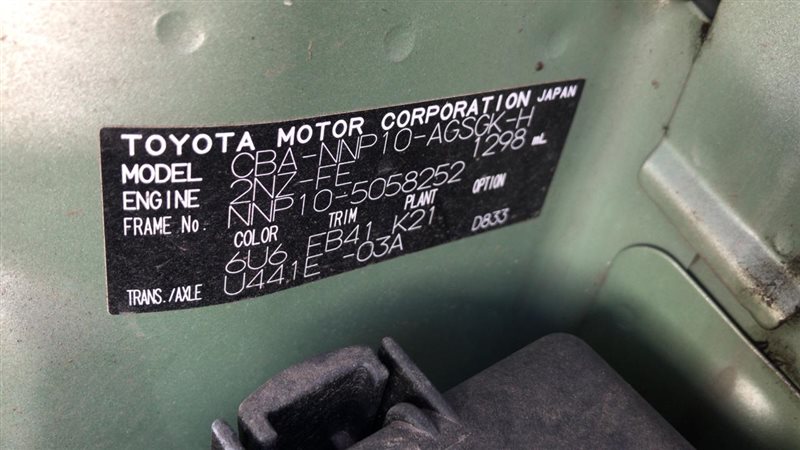 TOYOTA MOTOR CORPORATION JAPAN
MODEL CBA-NNP10-AGSGK-H
ENGINE 2NZ-FE 1298 mL
FRAME No. NNP10-5058252
COLOR TRIM PLANT OPTION
6U6 FB41 K21 D833
TRANS./AXLE U441E -03A